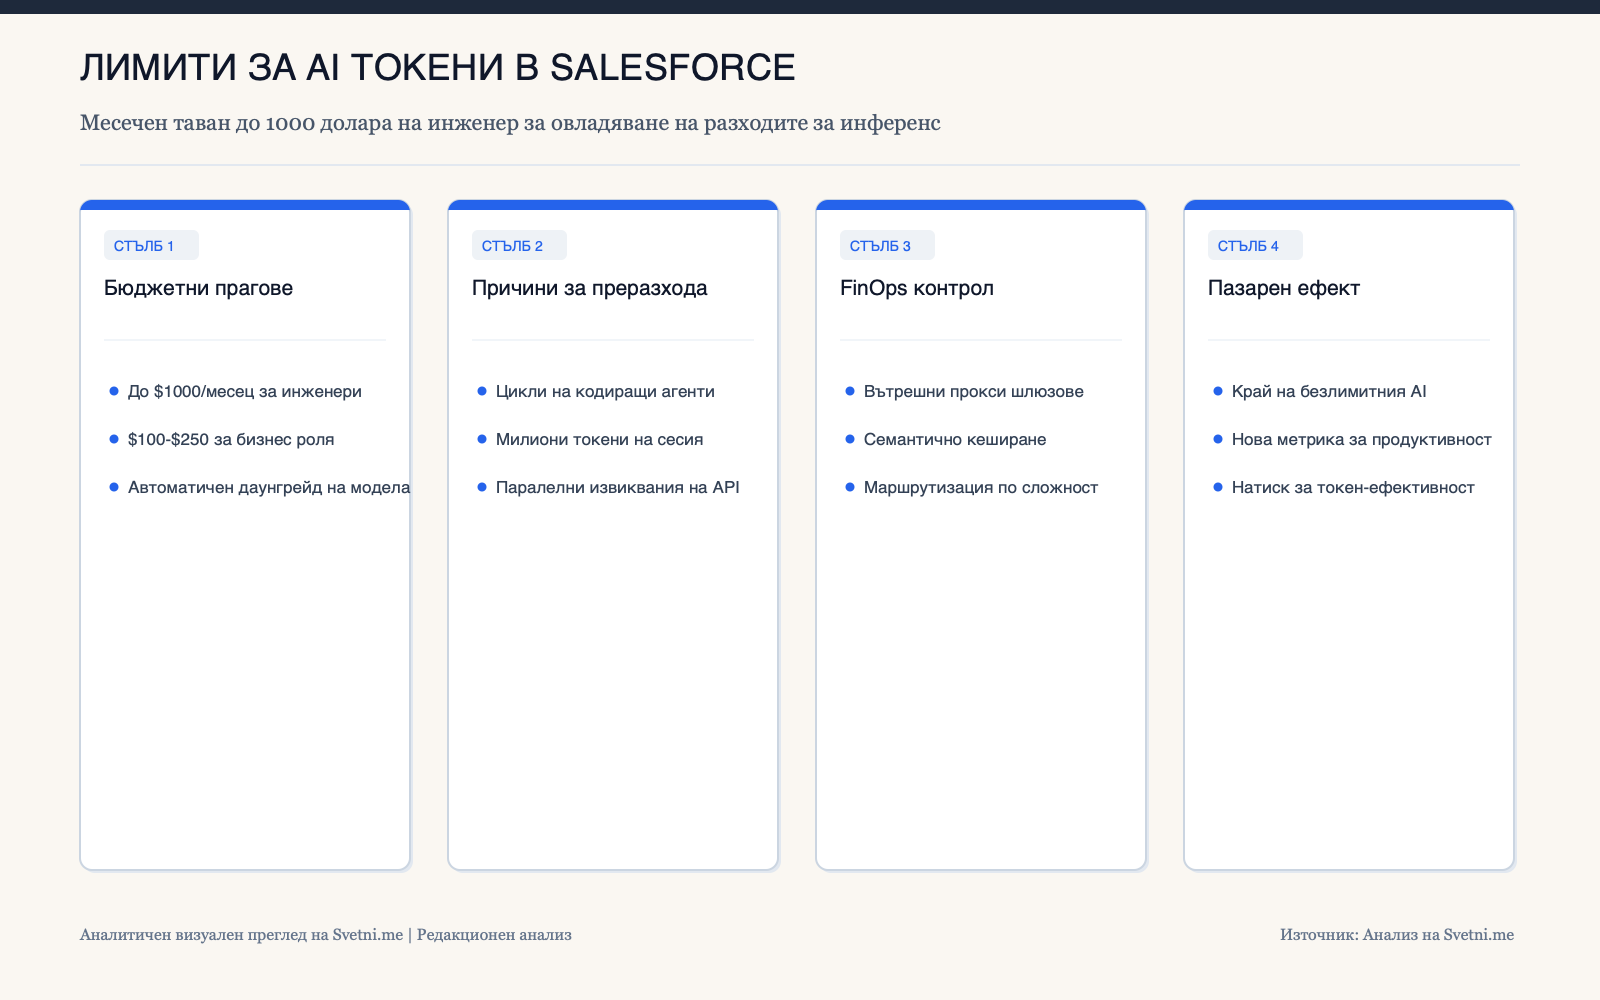 ЛИМИТИ ЗА AI ТОКЕНИ В SALESFORCE
Месечен таван до 1000 долара на инженер за овладяване на разходите за инференс
СТЪЛБ 1
Бюджетни прагове
До $1000/месец за инженери
$100-$250 за бизнес роля
Автоматичен даунгрейд на модела
СТЪЛБ 2
Причини за преразхода
Цикли на кодиращи агенти
Милиони токени на сесия
Паралелни извиквания на API
СТЪЛБ 3
FinOps контрол
Вътрешни прокси шлюзове
Семантично кеширане
Маршрутизация по сложност
СТЪЛБ 4
Пазарен ефект
Край на безлимитния AI
Нова метрика за продуктивност
Натиск за токен-ефективност
Аналитичен визуален преглед на Svetni.me | Редакционен анализ
Източник: Анализ на Svetni.me